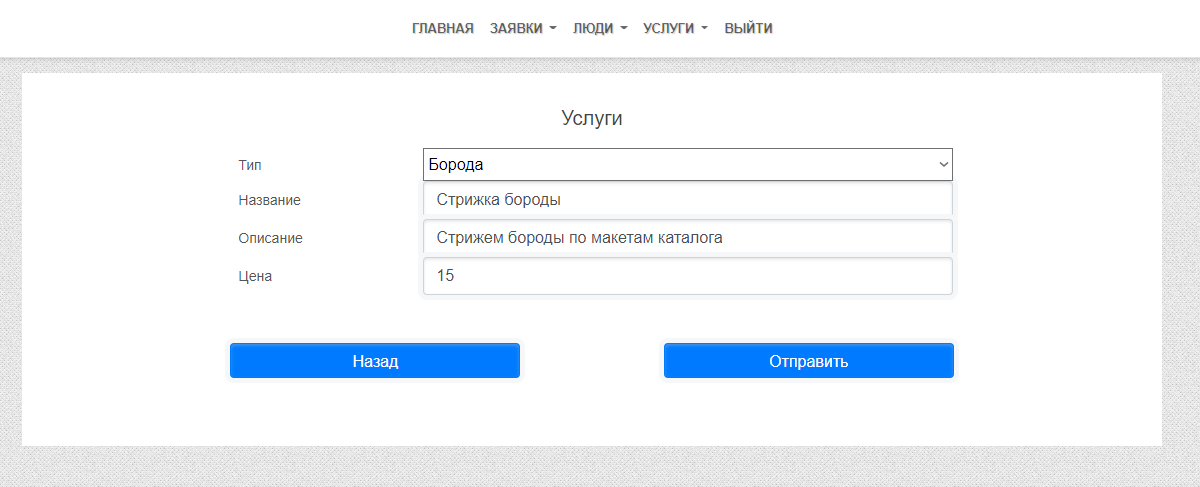 ГЛАВНАЯ ЗАЯВКИ ЛЮДИ УСЛУГИ ВЫЙТИ
Услуги
Тип Борода
Название Стрижка бороды
Описание Стрижем бороды по макетам каталога
Цена 15
Назад Отправить